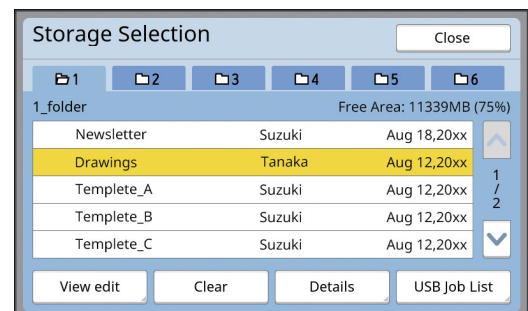 Storage Selection Close
1 2 3 4 5 6
1_folder Free Area: 11339MB (75%)
Newsletter Suzuki Aug 18,20xx
Drawings Tanaka Aug 12,20xx
Templete_A Suzuki Aug 12,20xx
Templete_B Suzuki Aug 12,20xx
Templete_C Suzuki Aug 12,20xx
1
/
2
View edit Clear Details USB Job List